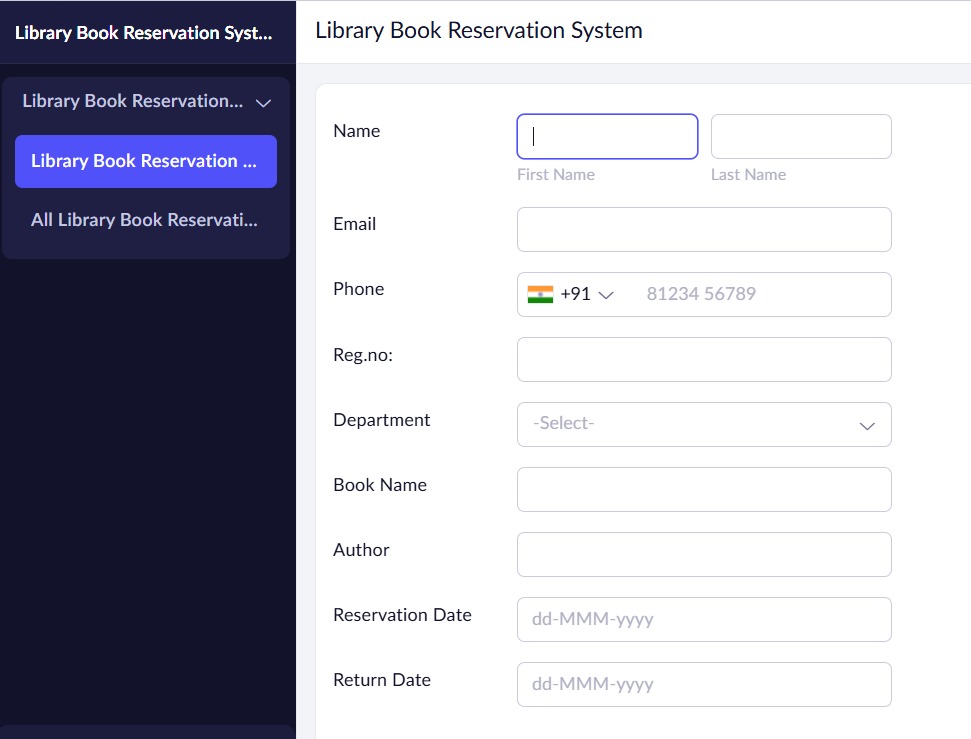 Library Book Reservation Syst...
Library Book Reservation System
Library Book Reservation...
Library Book Reservation ...
All Library Book Reservati...
Name
First Name
Last Name
Email
Phone
+91
81234 56789
Reg.no:
Department
-Select-
Book Name
Author
Reservation Date
dd-MMM-yyyy
Return Date
dd-MMM-yyyy